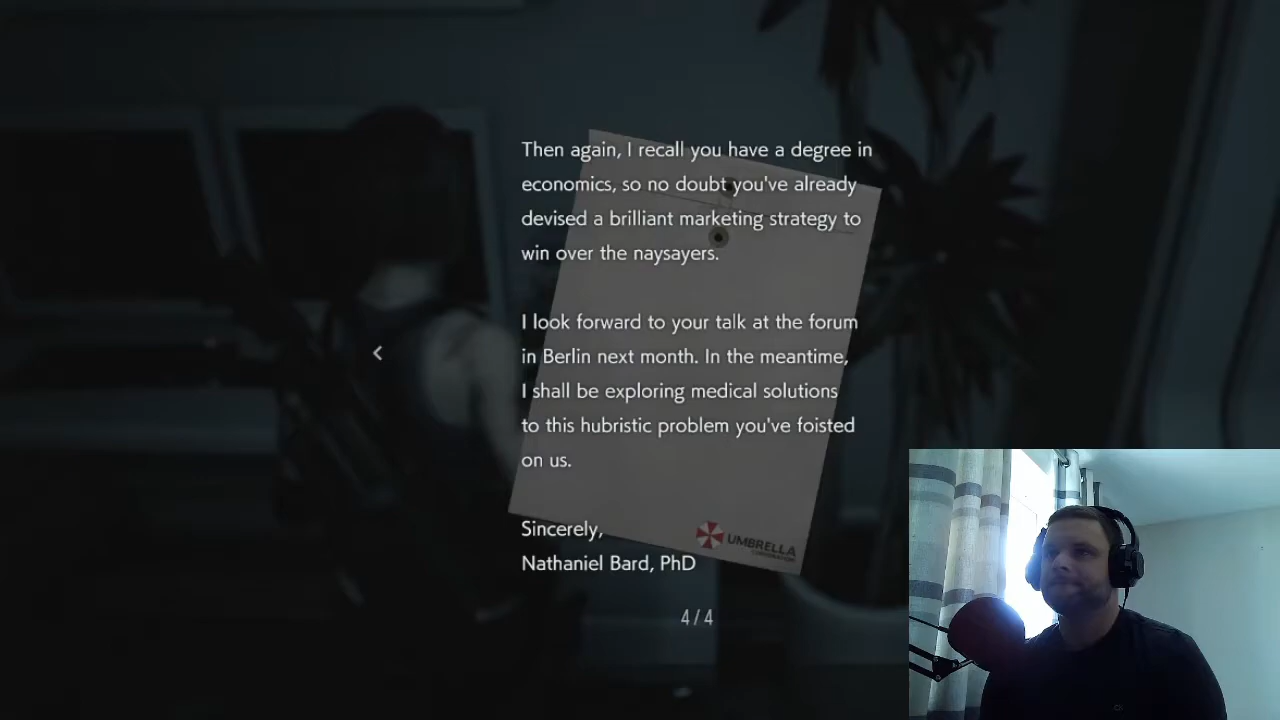 Then again, I recall you have a degree in
economics, so no doubt you've already
devised a brilliant marketing strategy to
win over the naysayers.
I look forward to your talk at the forum
in Berlin next month. In the meantime,
I shall be exploring medical solutions
to this hubristic problem you've foisted
on us.
Sincerely,
Nathaniel Bard, PhD
UMBRELLA
CORPORATION
4 / 4